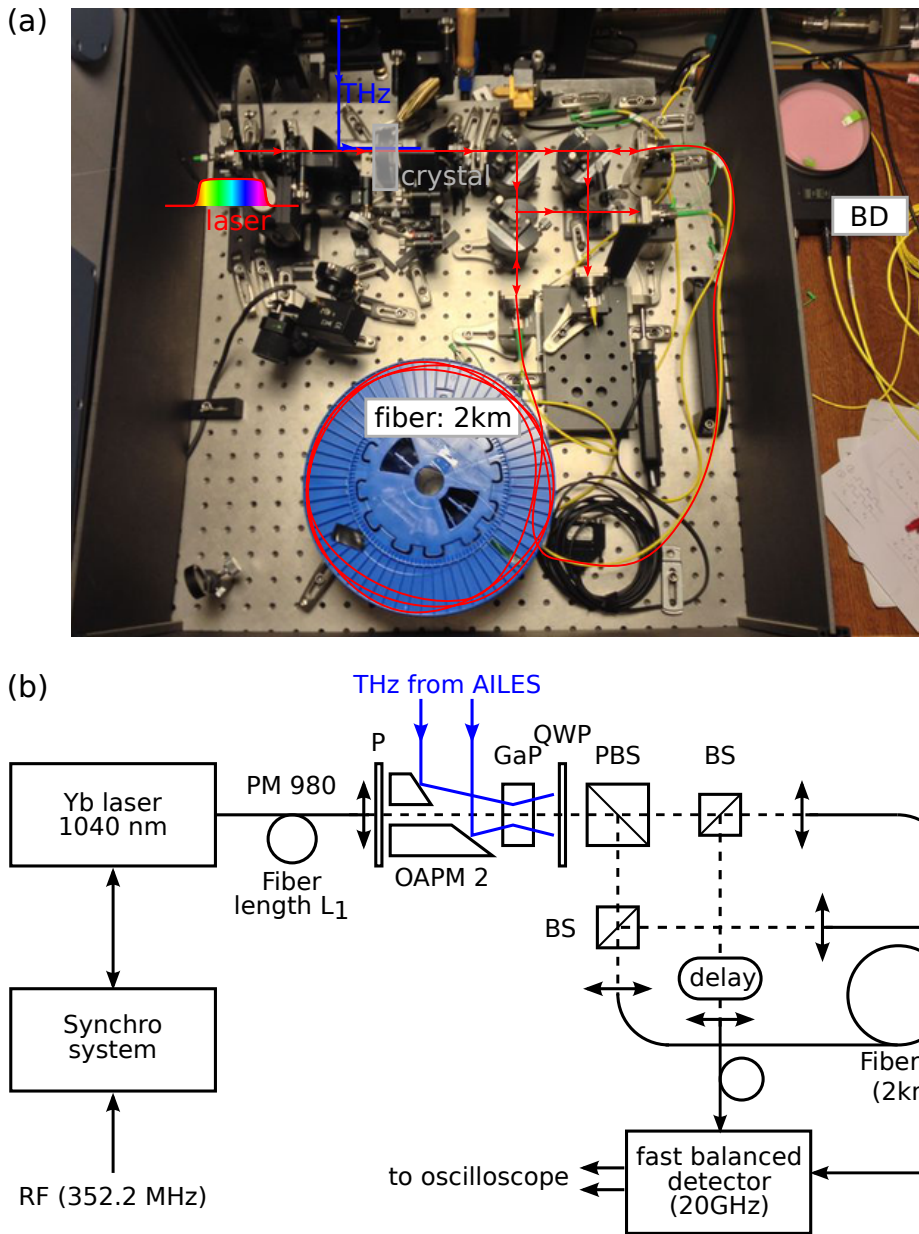 (a)
THz
crystal
laser
BD
fiber: 2km
(b)
THz from AILES
P
GaP
QWP
PBS
BS
Yb laser
1040 nm
PM 980
Fiber
length L1
OAPM 2
BS
delay
Synchro
system
Fiber
(2km
fast balanced
detector
(20GHz)
to oscilloscope
RF (352.2 MHz)